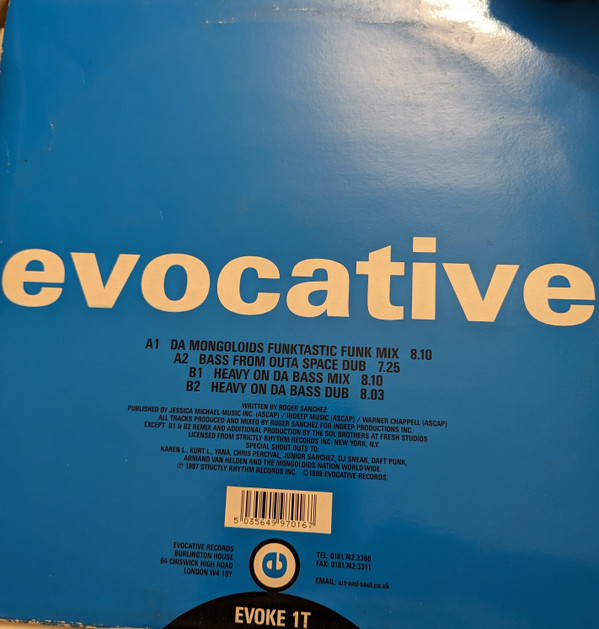 evocative
A1 DA MONGOLOIDS FUNKTASTIC FUNK MIX 8.10
A2 BASS FROM OUTA SPACE DUB 7.25
B1 HEAVY ON DA BASS MIX 8.10
B2 HEAVY ON DA BASS DUB 8.03
WRITTEN BY ROGER SANCHEZ
PUBLISHED BY JESSICA MICHAEL MUSIC INC. (ASCAP) / INDEEP MUSIC (ASCAP) / WARNER CHAPPELL (ASCAP)
ALL TRACKS PRODUCED AND MIXED BY ROGER SANCHEZ FOR INDEEP PRODUCTIONS INC.
EXCEPT B1 & B2 REMIX AND ADDITIONAL PRODUCTION BY THE SOL BROTHERS AT FRESH STUDIOS
LICENSED FROM STRICTLY RHYTHM RECORDS INC. NEW YORK, N.Y.
SPECIAL SHOUT OUTS TO:
KAREN L., KURT L., YANA, CHRIS PERCIVAL, JUNIOR SANCHEZ, DJ SNEAK, DAFT PUNK,
ARMAND VAN HELDEN AND THE MONGOLOIDS NATION WORLD-WIDE.
℗ 1997 STRICTLY RHYTHM RECORDS INC. ©1998 EVOCATIVE RECORDS.
5 035649 970167
EVOCATIVE RECORDS
BURLINGTON HOUSE
64 CHISWICK HIGH ROAD
LONDON W4 1SY
e
TEL: 0181.742.3366
FAX: 0181.742.3311
EMAIL: art-and-soul.co.uk
EVOKE 1T